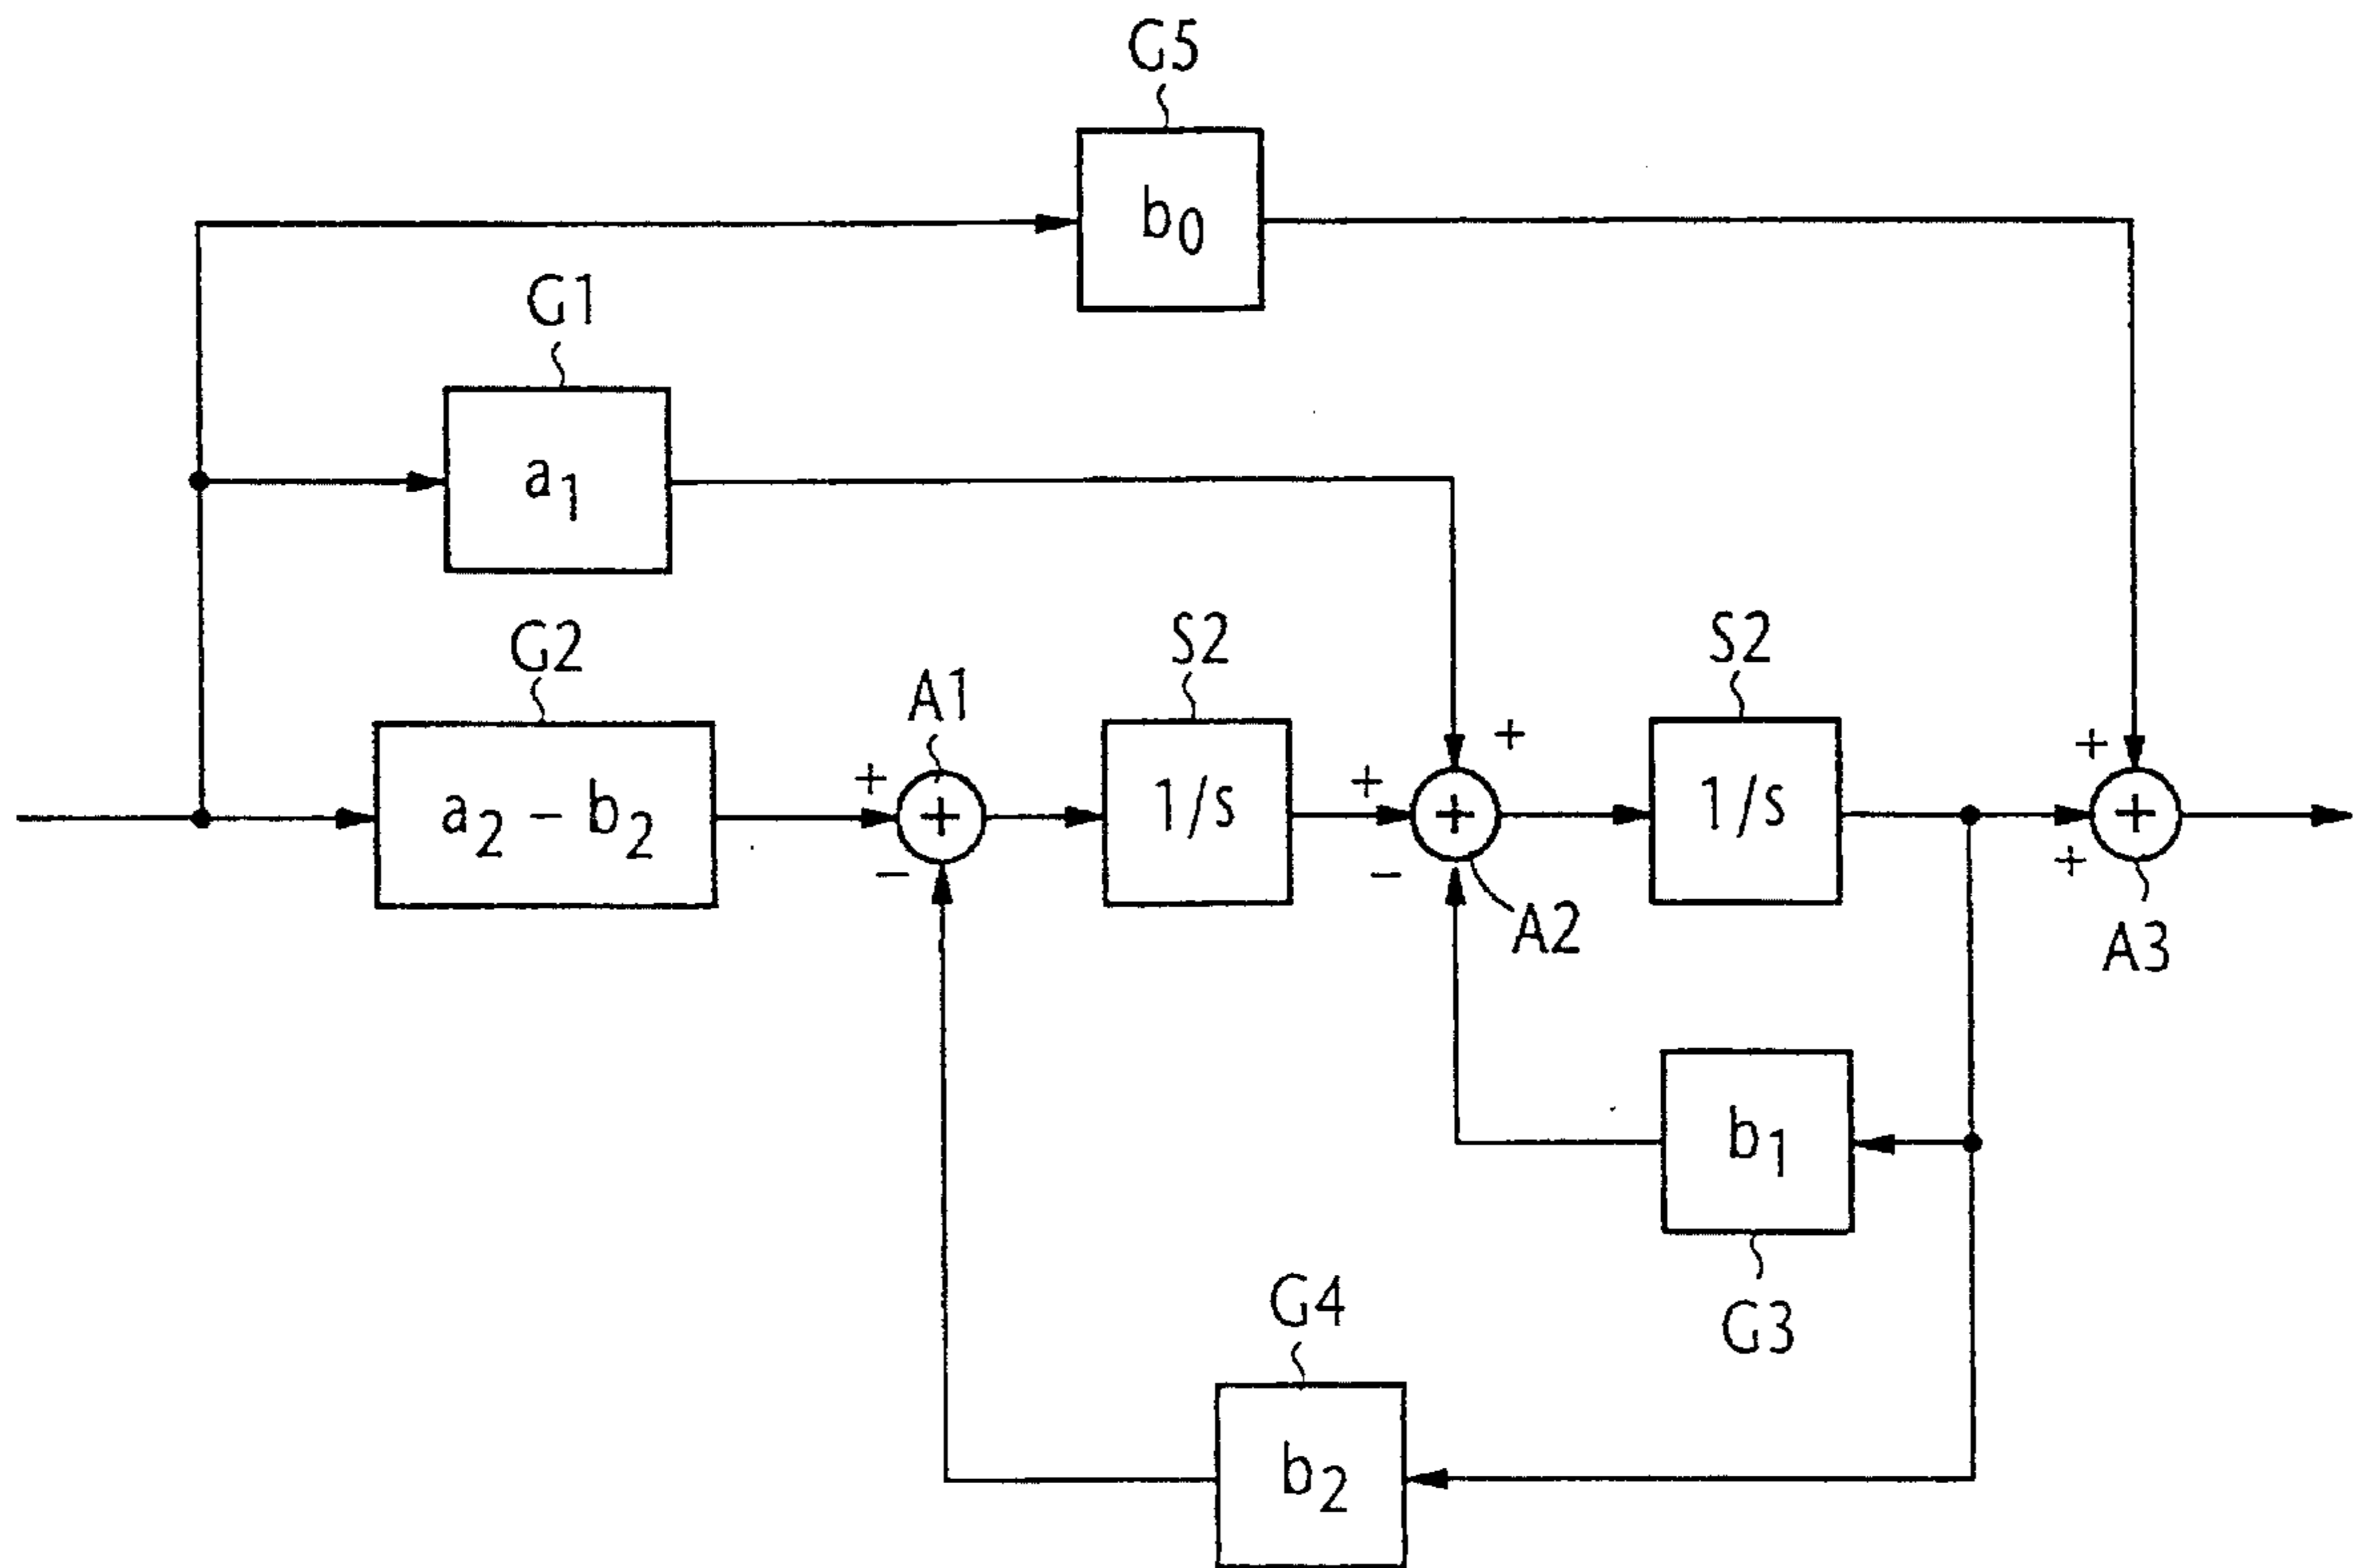 G5
b0
G1
a1
G2
A1
S2
S2
a2 − b2
+
−
+
1/s
+
−
+
+
1/s
+
+
+
A2
A3
b1
G3
G4
b2